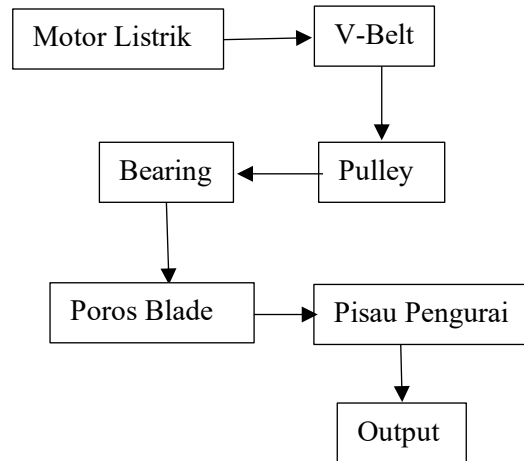 Motor Listrik
V-Belt
Bearing
Pulley
Poros Blade
Pisau Pengurai
Output